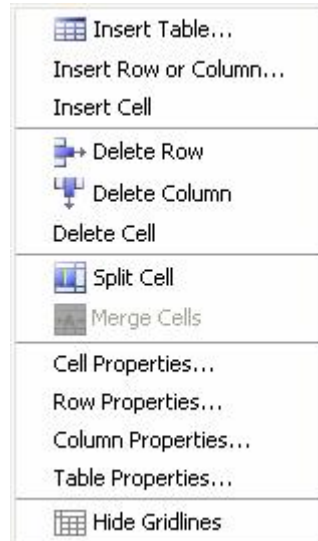 Insert Table...
Insert Row or Column...
Insert Cell
Delete Row
Delete Column
Delete Cell
Split Cell
Merge Cells
Cell Properties...
Row Properties...
Column Properties...
Table Properties...
Hide Gridlines